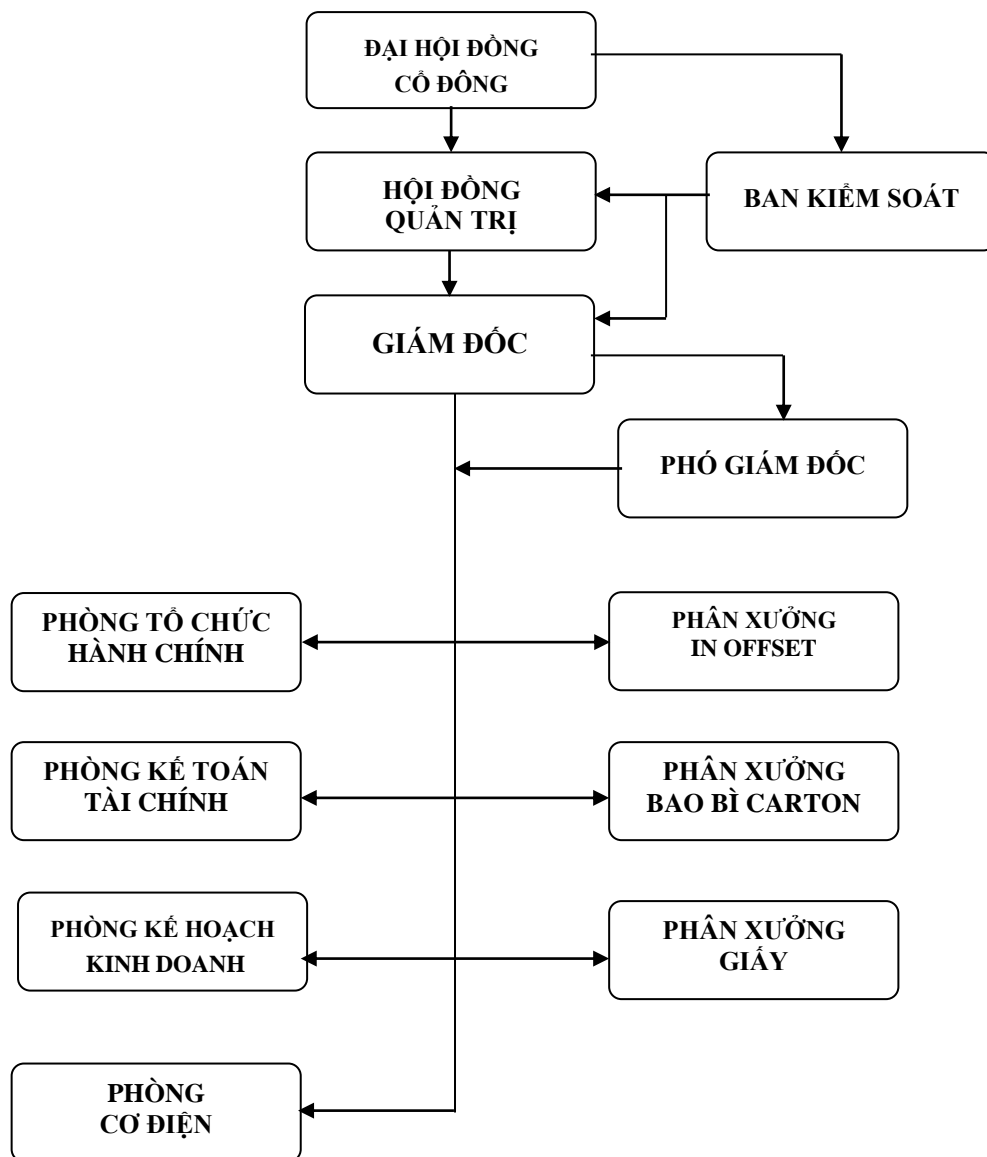 ĐẠI HỘI ĐỒNG
CỔ ĐÔNG
HỘI ĐỒNG
QUẢN TRỊ
BAN KIỂM SOÁT
GIÁM ĐỐC
PHÓ GIÁM ĐỐC
PHÒNG TỔ CHỨC
HÀNH CHÍNH
PHÂN XƯỞNG
IN OFFSET
PHÒNG KẾ TOÁN
TÀI CHÍNH
PHÂN XƯỞNG
BAO BÌ CARTON
PHÒNG KẾ HOẠCH
KINH DOANH
PHÂN XƯỞNG
GIẤY
PHÒNG
CƠ ĐIỆN